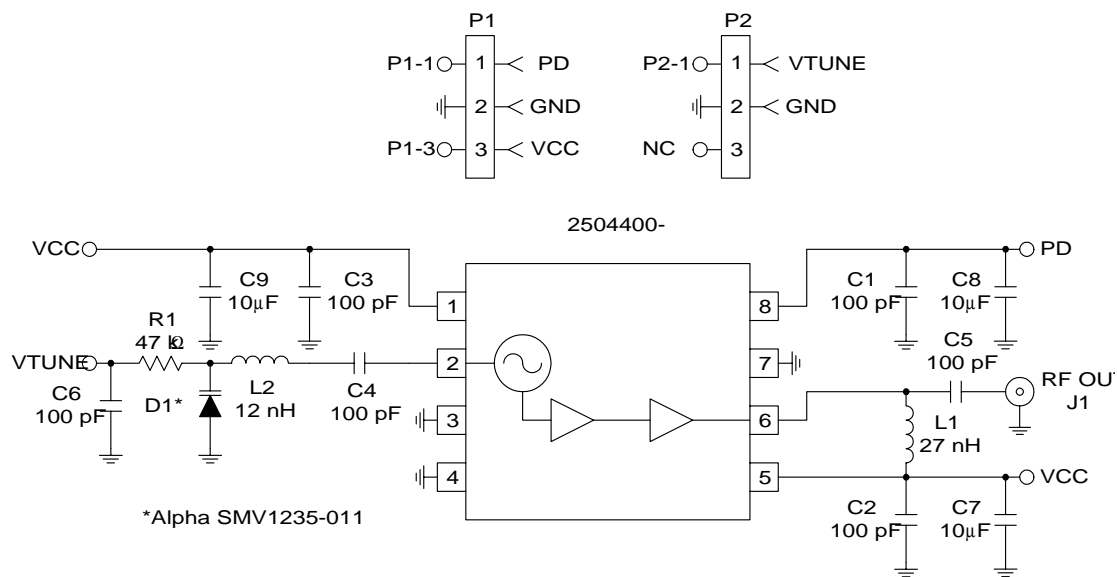 P1
P2
P1-1 1 PD
P2-1 1 VTUNE
2 GND
2 GND
P1-3 3 VCC
NC 3
2504400-
VCC
PD
C9
10μF
C3
100 pF
C1
100 pF
C8
10μF
1
8
R1
47 kΩ
VTUNE
2
7
C5
100 pF
C6
100 pF
D1*
L2
12 nH
C4
100 pF
RF OUT
J1
3
6
L1
27 nH
4
5
VCC
*Alpha SMV1235-011
C2
100 pF
C7
10μF